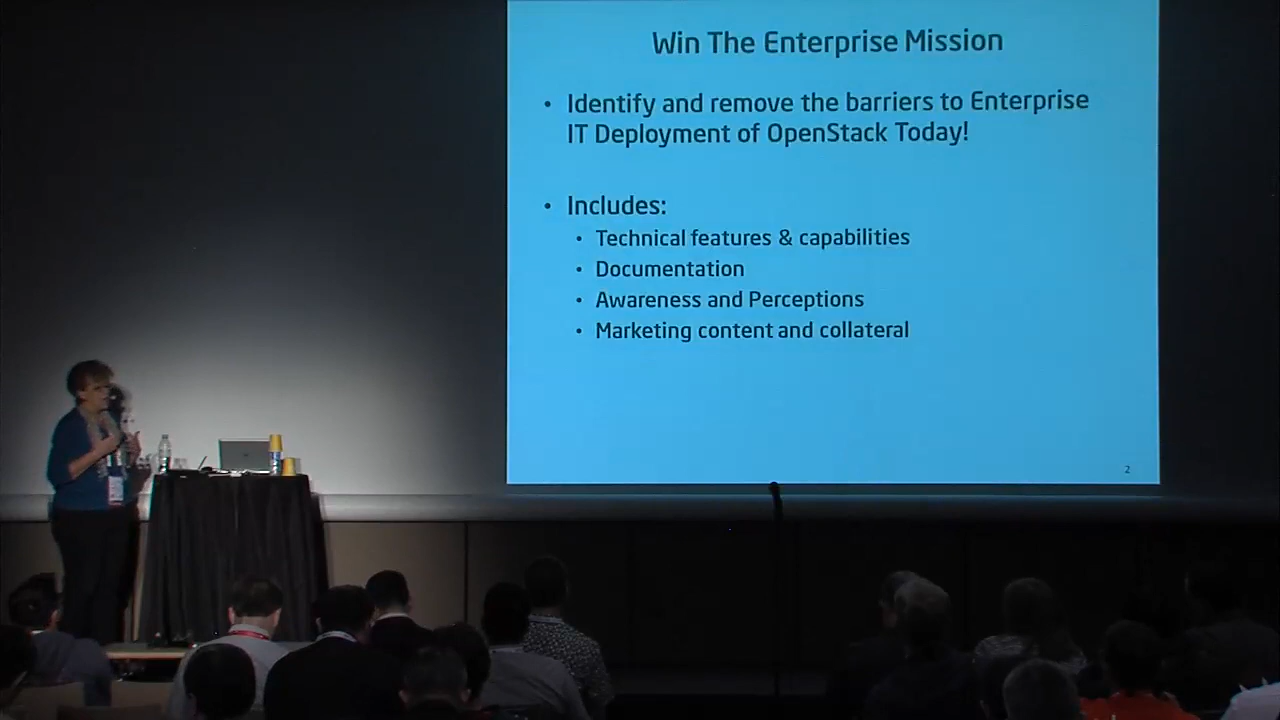 Win The Enterprise Mission
• Identify and remove the barriers to Enterprise
IT Deployment of OpenStack Today!
• Includes:
• Technical features & capabilities
• Documentation
• Awareness and Perceptions
• Marketing content and collateral
2